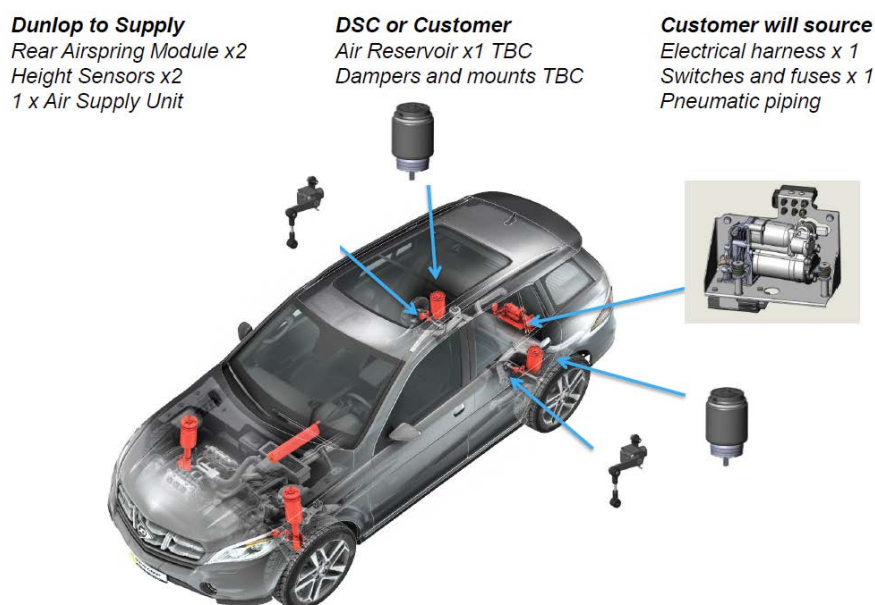 Dunlop to Supply
Rear Airspring Module x2
Height Sensors x2
1 x Air Supply Unit
DSC or Customer
Air Reservoir x1 TBC
Dampers and mounts TBC
Customer will source
Electrical harness x 1
Switches and fuses x 1
Pneumatic piping